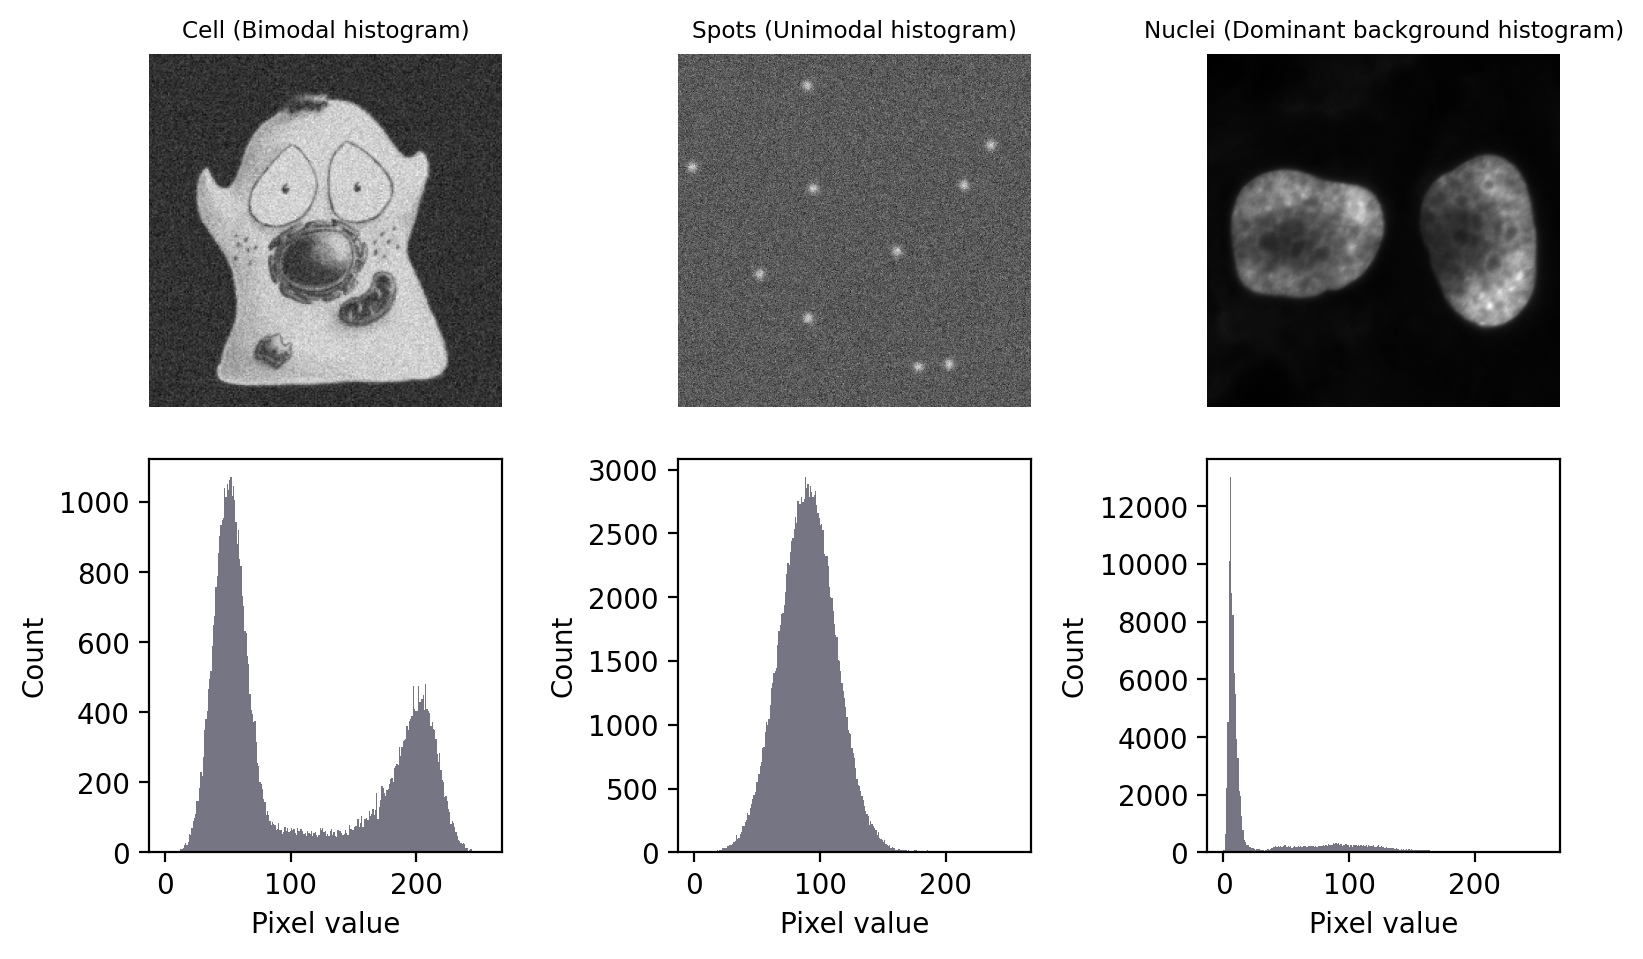 Cell (Bimodal histogram)
Spots (Unimodal histogram)
Nuclei (Dominant background histogram)
1000
800
600
400
200
0
Count
0 100 200
Pixel value
3000
2500
2000
1500
1000
500
0
Count
0 100 200
Pixel value
12000
10000
8000
6000
4000
2000
0
Count
0 100 200
Pixel value